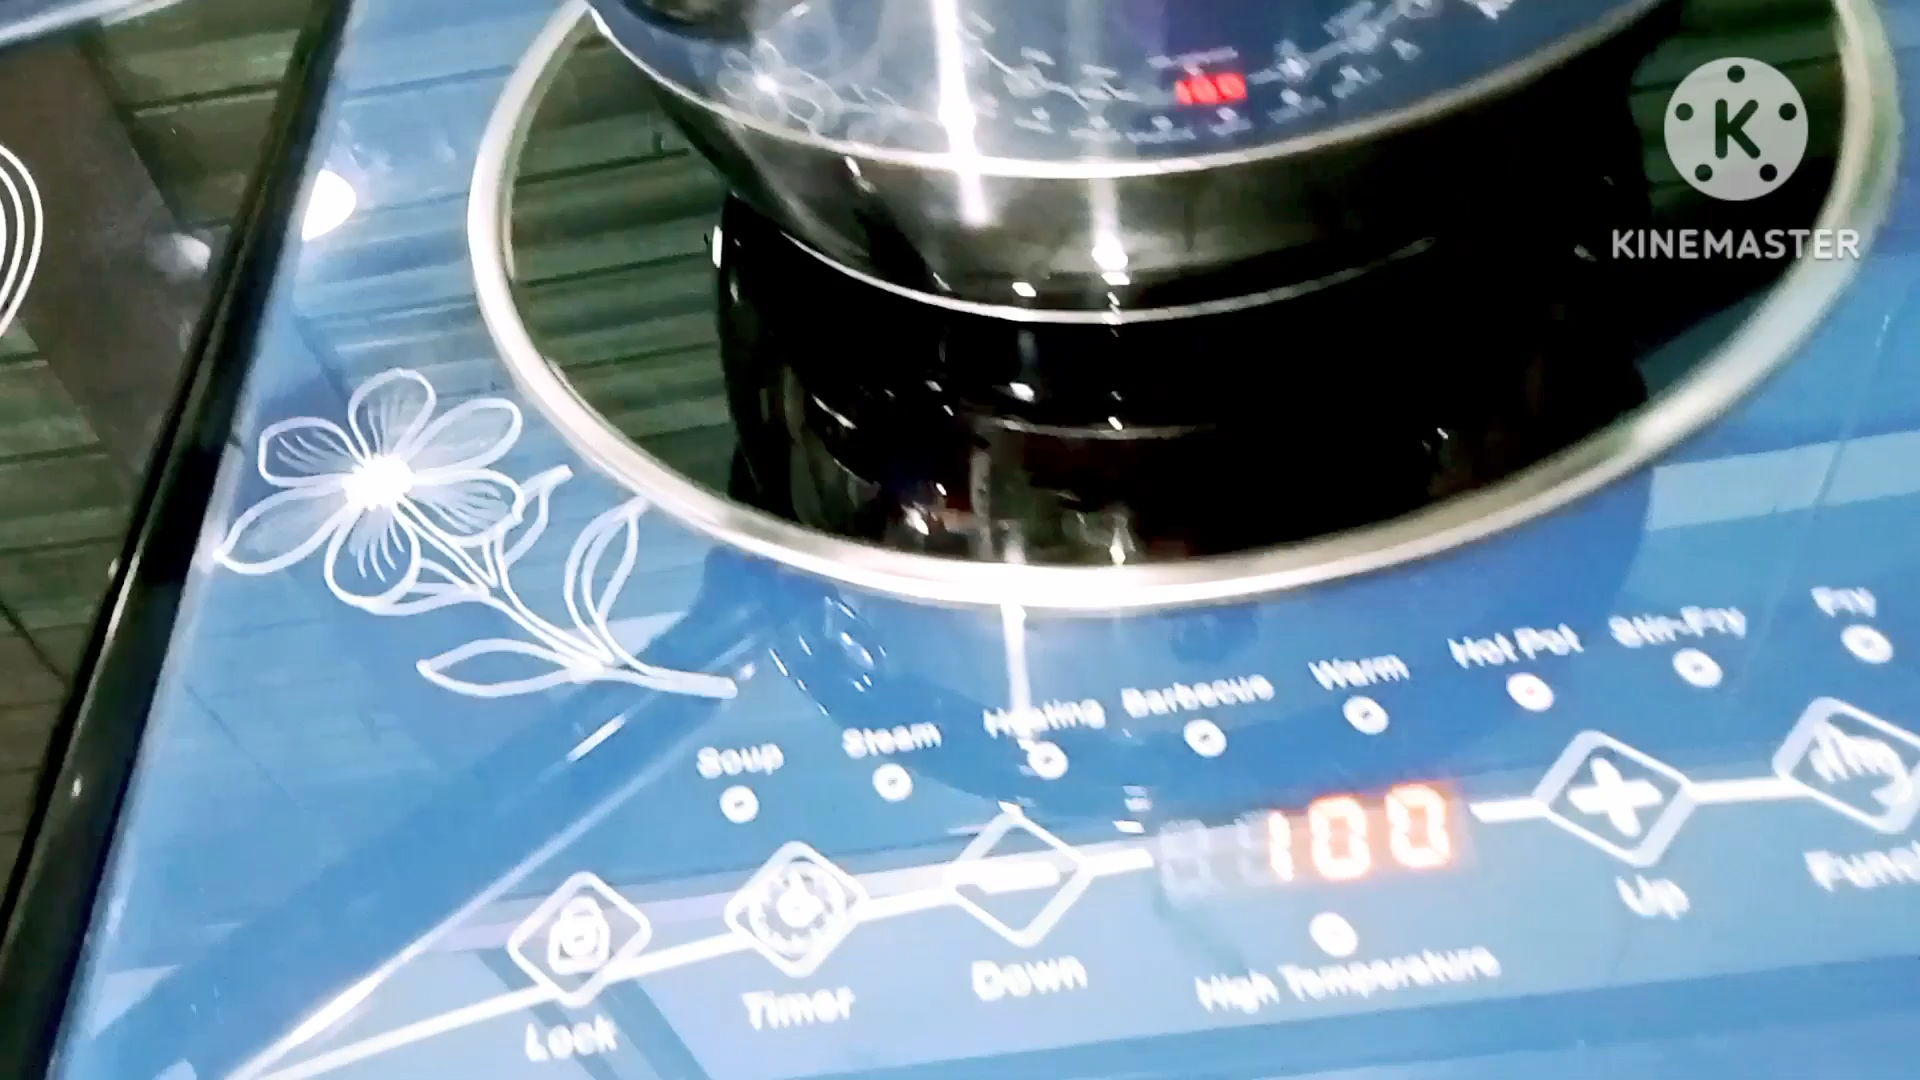 K
KINEMASTER
Fry
Stir-Fry
Hot Pot
Warm
Barbecue
Heating
Steam
Soup
100
Up
Down
High Temperature
Timer
Lock